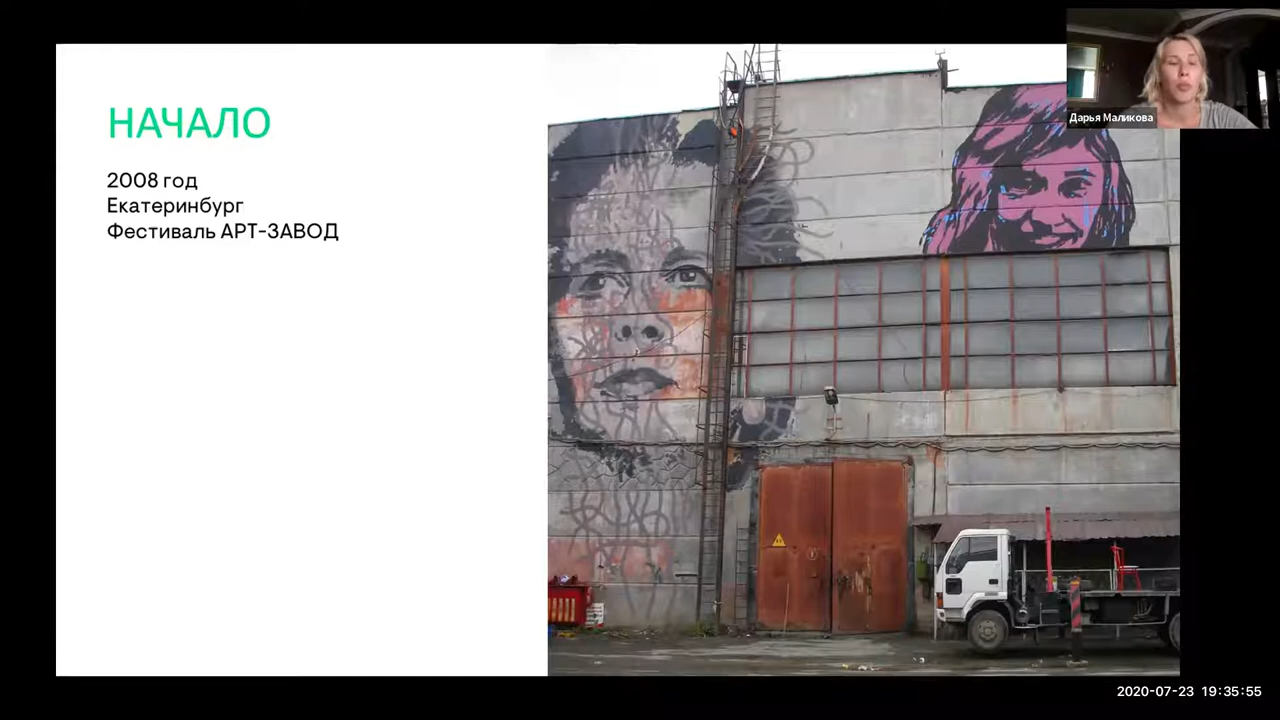 НАЧАЛО
2008 год
Екатеринбург
Фестиваль АРТ-ЗАВОД
Дарья Маликова
2020-07-23 19:35:55